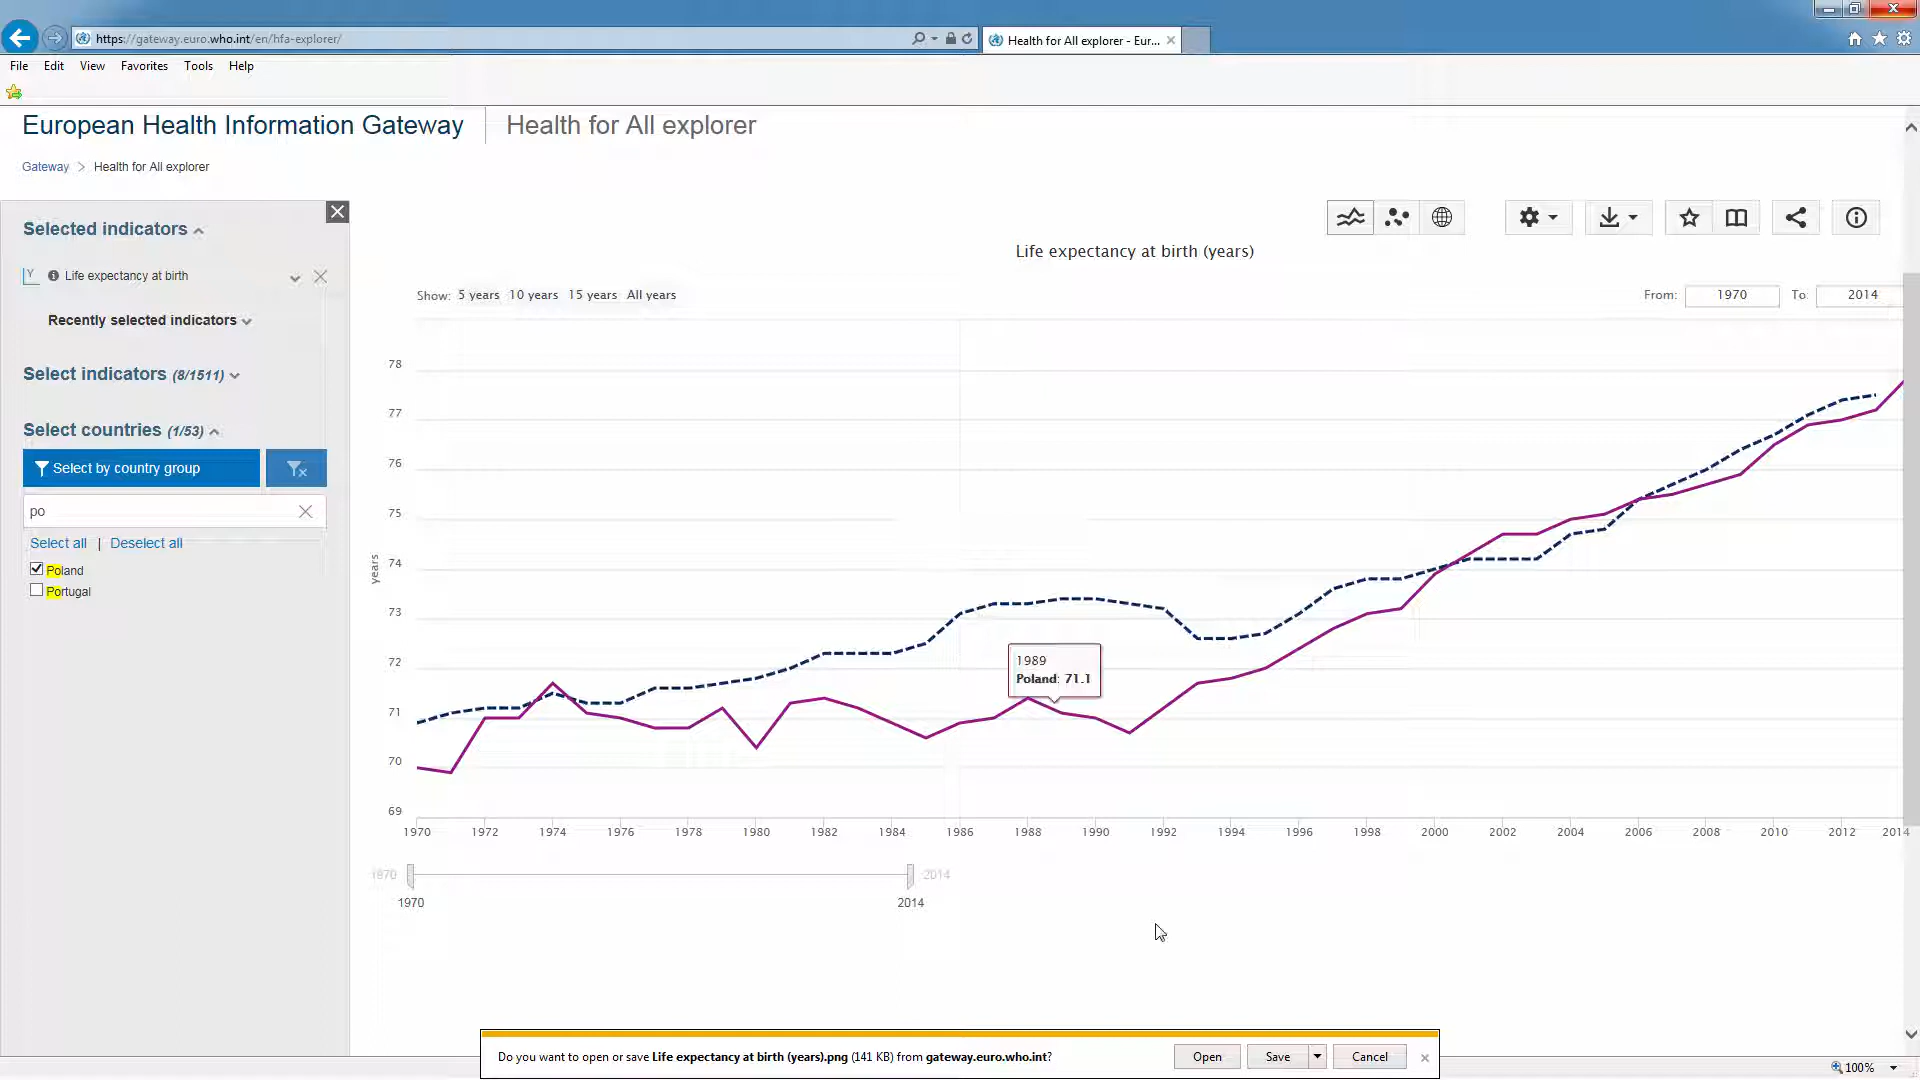 https://gateway.euro.who.int/en/hfa-explorer/
Health for All explorer - Eur...
File Edit View Favorites Tools Help
European Health Information Gateway
Health for All explorer
Gateway > Health for All explorer
Selected indicators
Y Life expectancy at birth
Recently selected indicators
Select indicators (8/1511)
Select countries (1/53)
Select by country group
po
Select all | Deselect all
Poland
Portugal
Life expectancy at birth (years)
Show: 5 years 10 years 15 years All years
From: 1970 To: 2014
78
77
76
75
74
73
72
71
70
69
years
1989
Poland: 71.1
1970 1972 1974 1976 1978 1980 1982 1984 1986 1988 1990 1992 1994 1996 1998 2000 2002 2004 2006 2008 2010 2012 2014
1970 2014
1970 2014
Do you want to open or save Life expectancy at birth (years).png (141 KB) from gateway.euro.who.int?
Open Save Cancel
100%